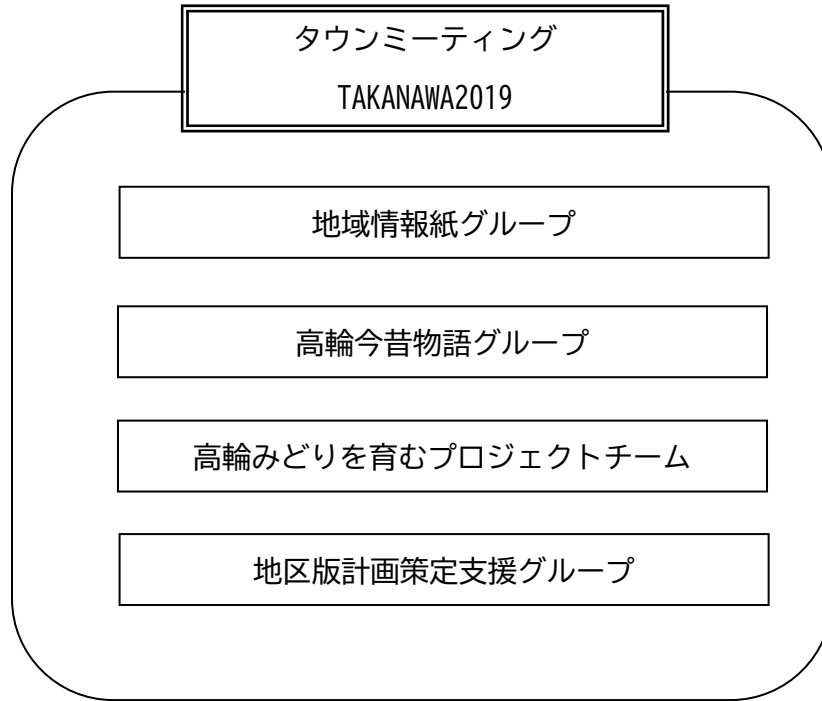 タウンミーティング
TAKANAWA2019
地域情報紙グループ
高輪今昔物語グループ
高輪みどりを育むプロジェクトチーム
地区版計画策定支援グループ